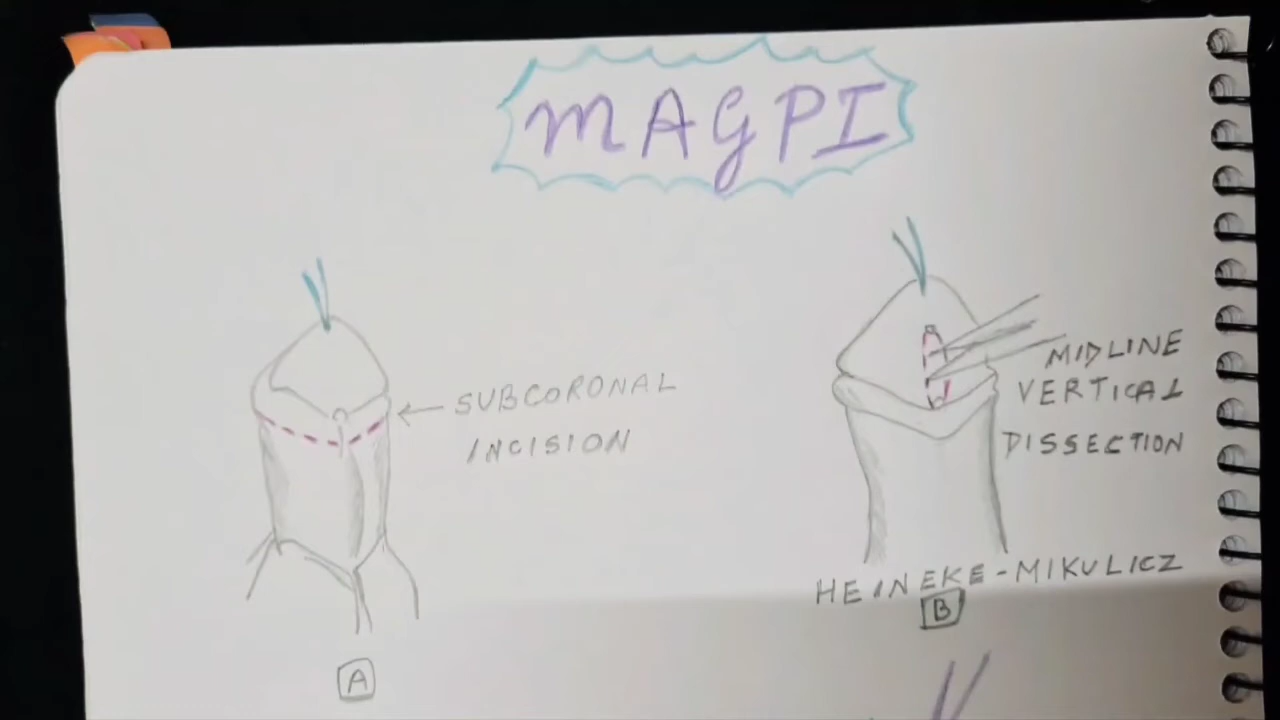 MAGPI
SUBCORONAL
INCISION
A
MIDLINE
VERTICAL
DISSECTION
HEINEKE-MIKULICZ
B